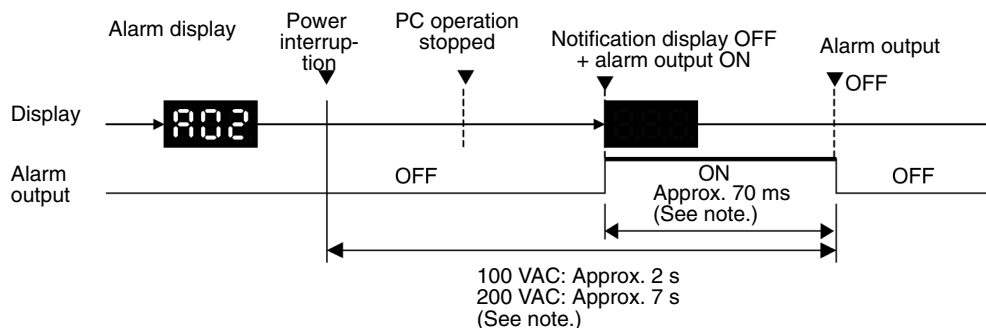 Alarm display
Power
interrup-
tion
PC operation
stopped
Notification display OFF
+ alarm output ON
Alarm output
OFF
Display
A02
888
Alarm
output
OFF
ON
OFF
Approx. 70 ms
(See note.)
100 VAC: Approx. 2 s
200 VAC: Approx. 7 s
(See note.)